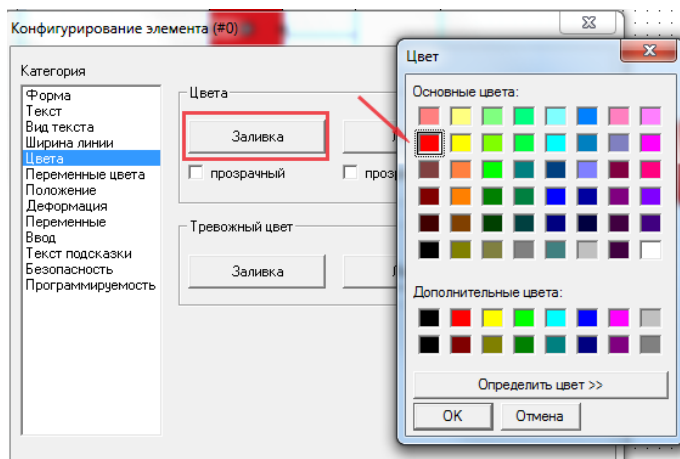 Конфигурирование элемента (#0)
Категория
Форма
Текст
Вид текста
Ширина линии
Цвета
Переменные цвета
Положение
Деформация
Переменные
Ввод
Текст подсказки
Безопасность
Программируемость
Цвета
Заливка
прозрачный
Тревожный цвет
Заливка
Цвет
Основные цвета:
Дополнительные цвета:
Определить цвет >>
OK
Отмена